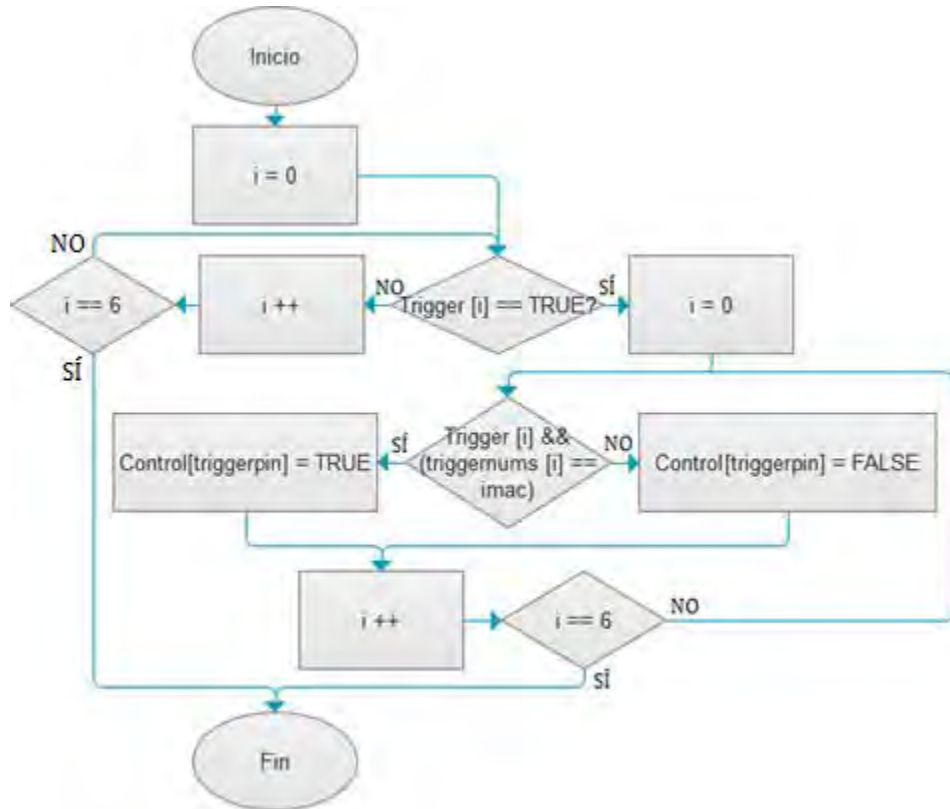 Inicio
i = 0
NO
i == 6
SÍ
i ++
NO
Trigger [i] == TRUE?
SÍ
i = 0
Control[triggerpin] = TRUE
SÍ
Trigger [i] &&
(triggernums [i] ==
imac)
NO
Control[triggerpin] = FALSE
i ++
i == 6
NO
SÍ
Fin